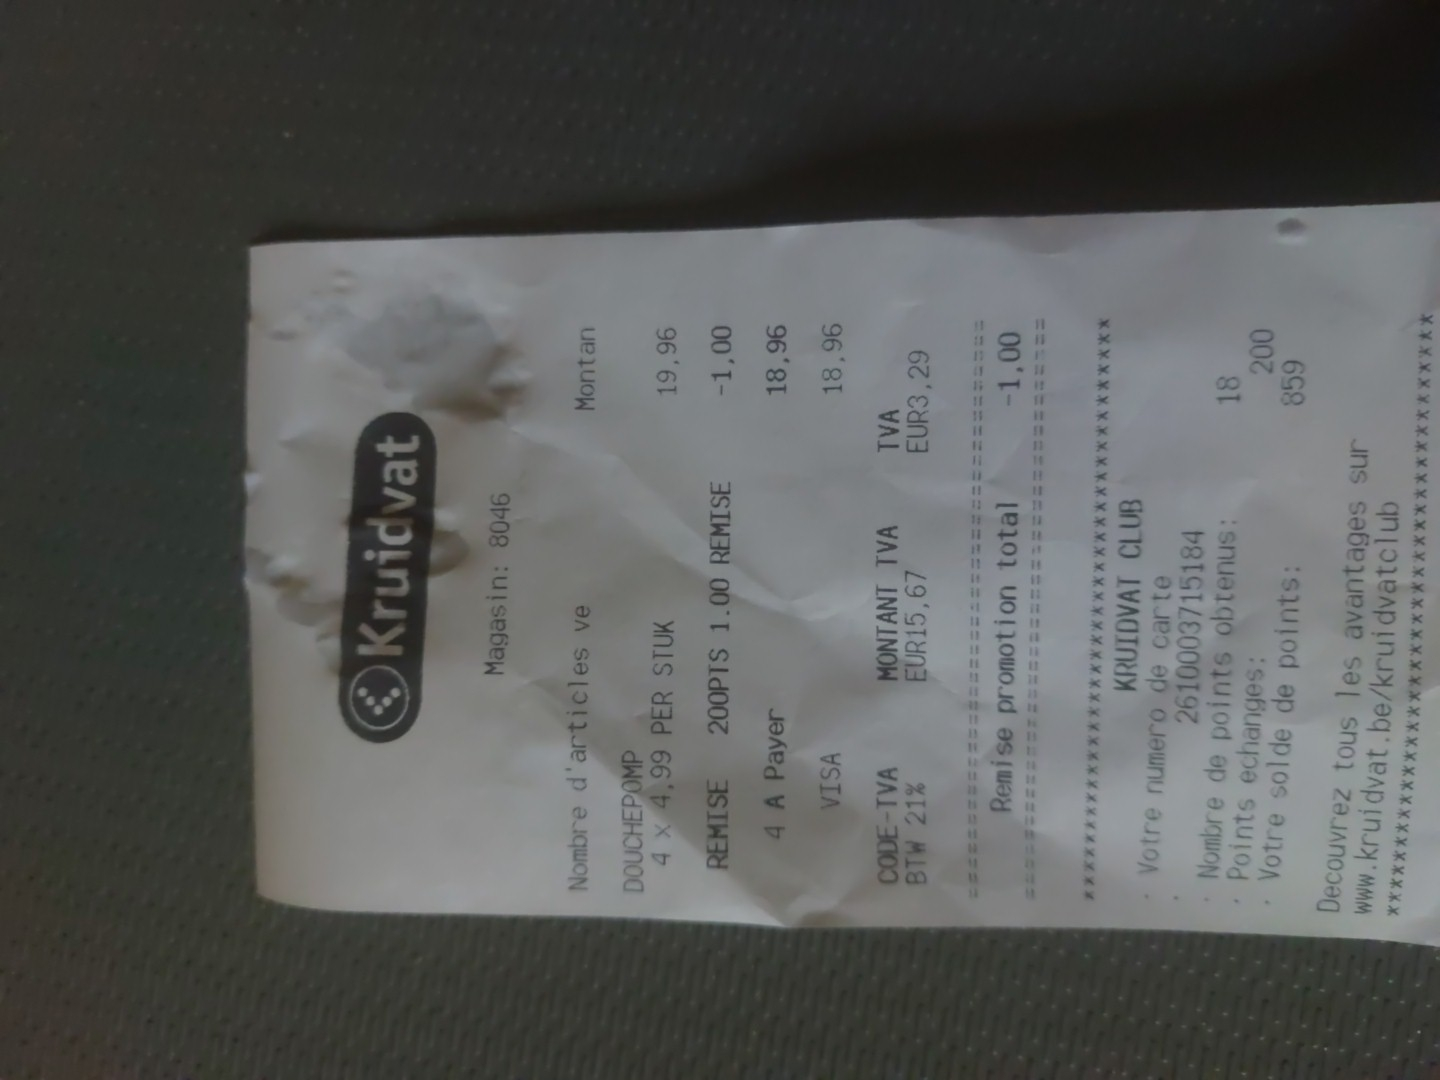 Kruidvat
Magasin: 8046
Nombre d'articles ve Montan
DOUCHEPOMP
4 x 4,99 PER STUK 19,96
REMISE 200PTS 1.00 REMISE -1,00
4 A Payer 18,96
VISA 18,96
CODE-TVA MONTANT TVA TVA
BTW 21% EUR15,67 EUR3,29
========================================
Remise promotion total -1,00
========================================
****************************************
KRUIDVAT CLUB
· Votre numero de carte
· 2610003715184
· Nombre de points obtenus: 18
· Points echanges: 200
· Votre solde de points: 859
Decouvrez tous les avantages sur
www.kruidvat.be/kruidvatclub
****************************************